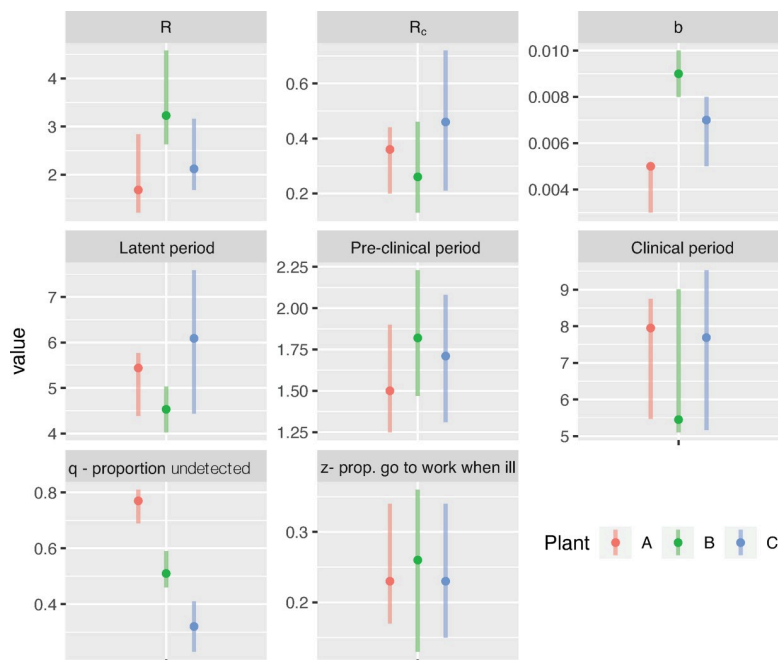 R R_c b
4 0.6 0.010
3 0.4 0.008
2 0.2 0.006
0.004
Latent period Pre-clinical period Clinical period
value
7 2.25 9
6 2.00 8
5 1.75 7
4 1.50 6
1.25 5
q - proportion undetected z- prop. go to work when ill
0.8 0.3
0.6 0.2
0.4
Plant A B C